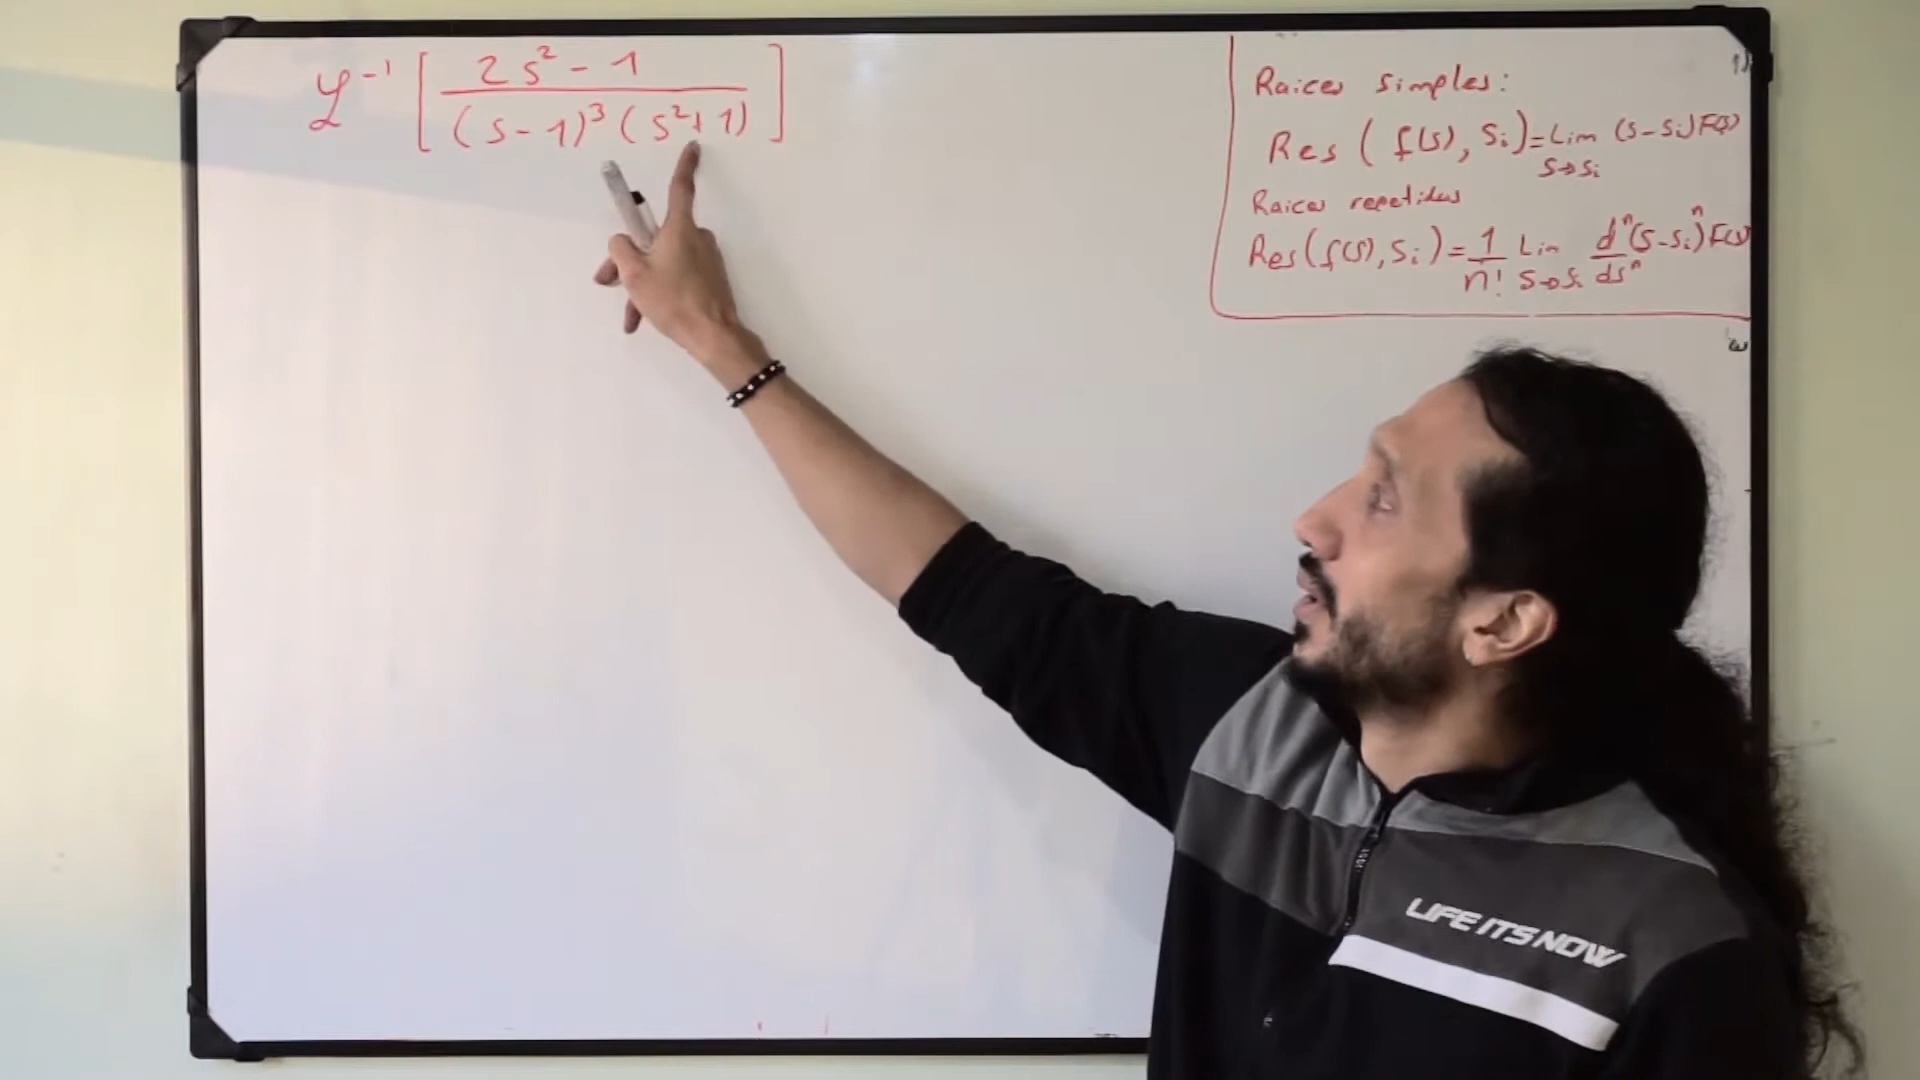 ℒ⁻¹ [ (2s² - 1) / ((s-1)³ (s²+1)) ]
Raices simples:
Res ( f(s), Si ) = Lim s→si (s-si) F(s)
Raices repetidas
Res (f(s), Si) = 1/n! Lim s→si dⁿ/dsⁿ (s-si)ⁿ F(s)
LIFE ITS NOW